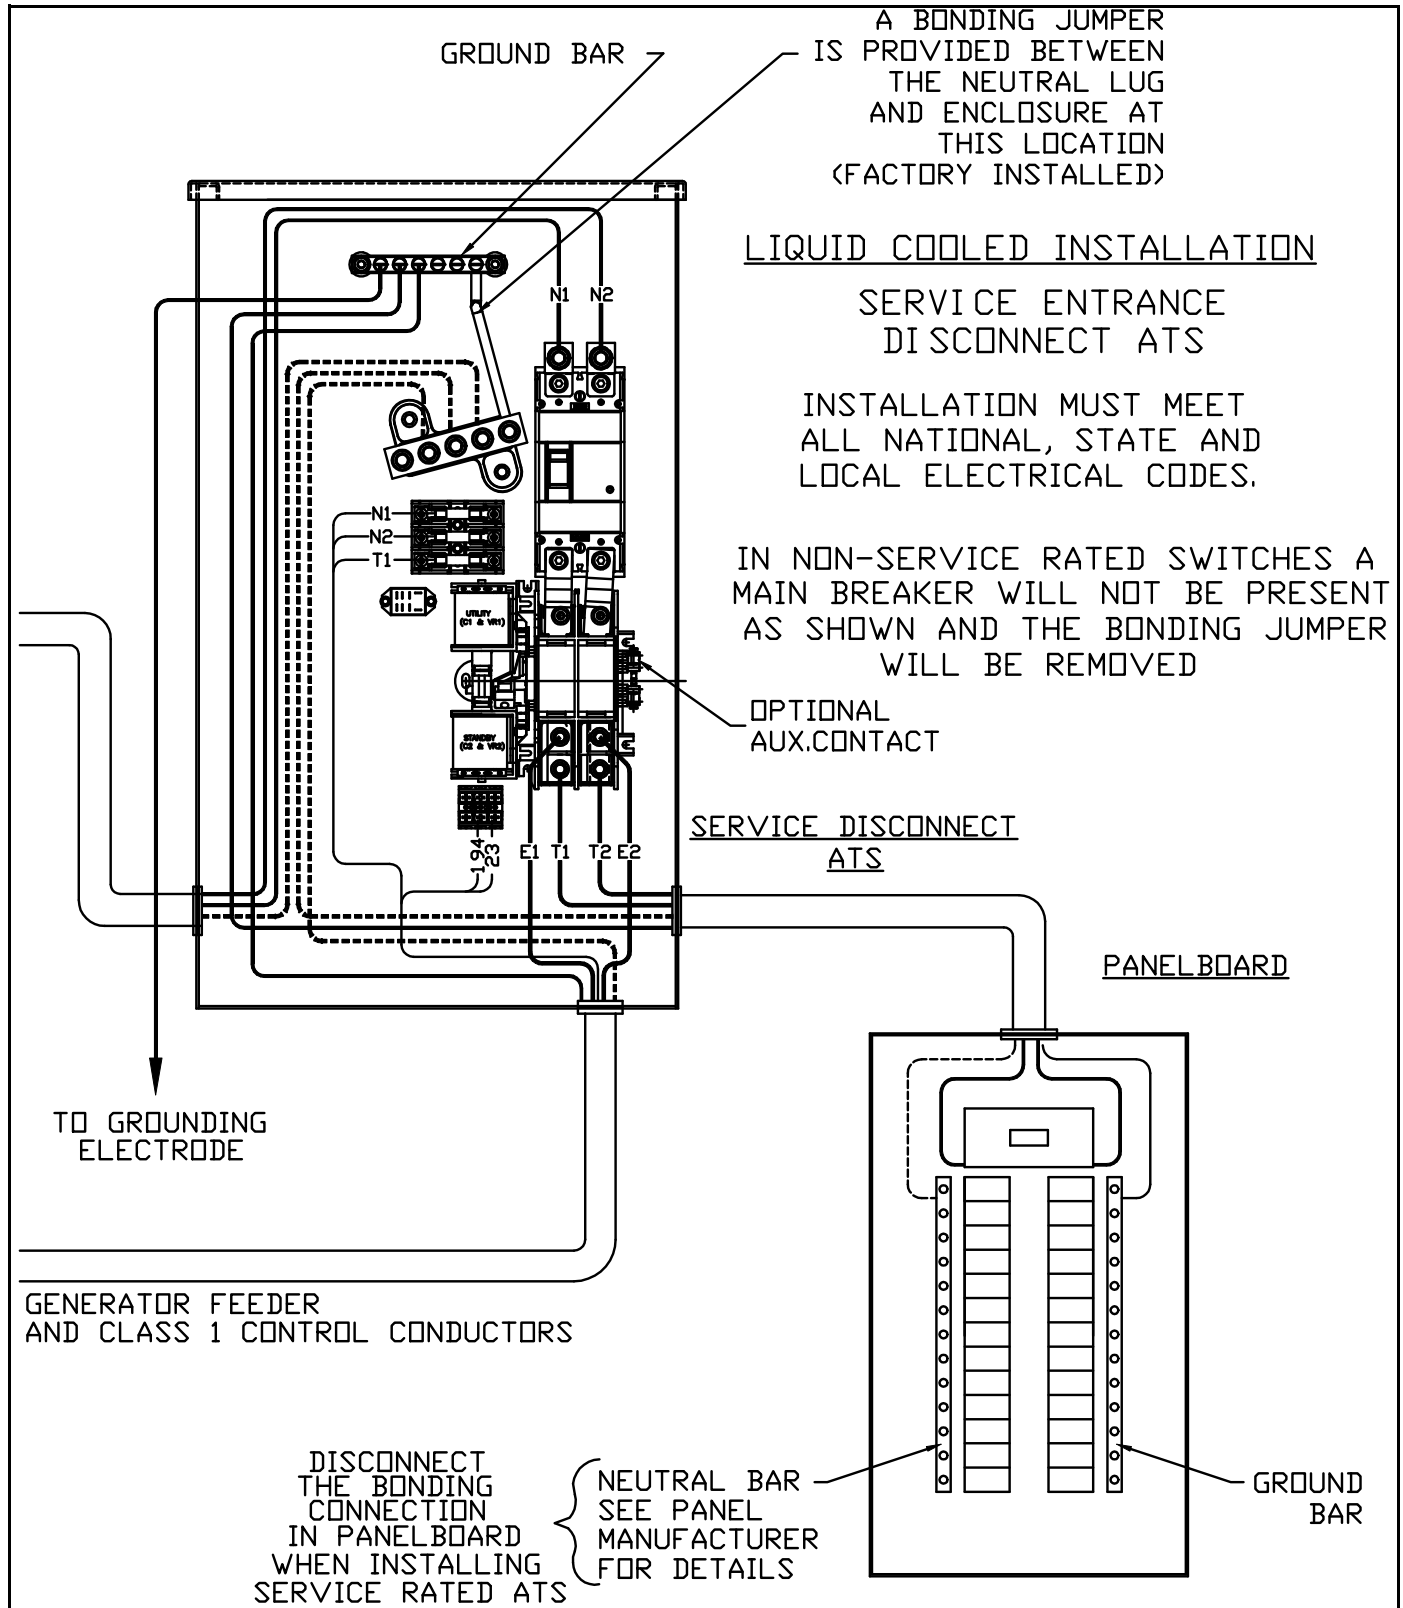 GROUND BAR
A BONDING JUMPER
IS PROVIDED BETWEEN
THE NEUTRAL LUG
AND ENCLOSURE AT
THIS LOCATION
(FACTORY INSTALLED)
LIQUID COOLED INSTALLATION
SERVICE ENTRANCE
DISCONNECT ATS
INSTALLATION MUST MEET
ALL NATIONAL, STATE AND
LOCAL ELECTRICAL CODES.
IN NON-SERVICE RATED SWITCHES A
MAIN BREAKER WILL NOT BE PRESENT
AS SHOWN AND THE BONDING JUMPER
WILL BE REMOVED
N1 N2
N1
N2
T1
UTILITY
(C1 & VR1)
STANDBY
(C2 & VR2)
OPTIONAL
AUX.CONTACT
194
23
E1 T1 T2 E2
SERVICE DISCONNECT
ATS
PANELBOARD
TO GROUNDING
ELECTRODE
GENERATOR FEEDER
AND CLASS 1 CONTROL CONDUCTORS
DISCONNECT
THE BONDING
CONNECTION
IN PANELBOARD
WHEN INSTALLING
SERVICE RATED ATS
NEUTRAL BAR
SEE PANEL
MANUFACTURER
FOR DETAILS
GROUND
BAR